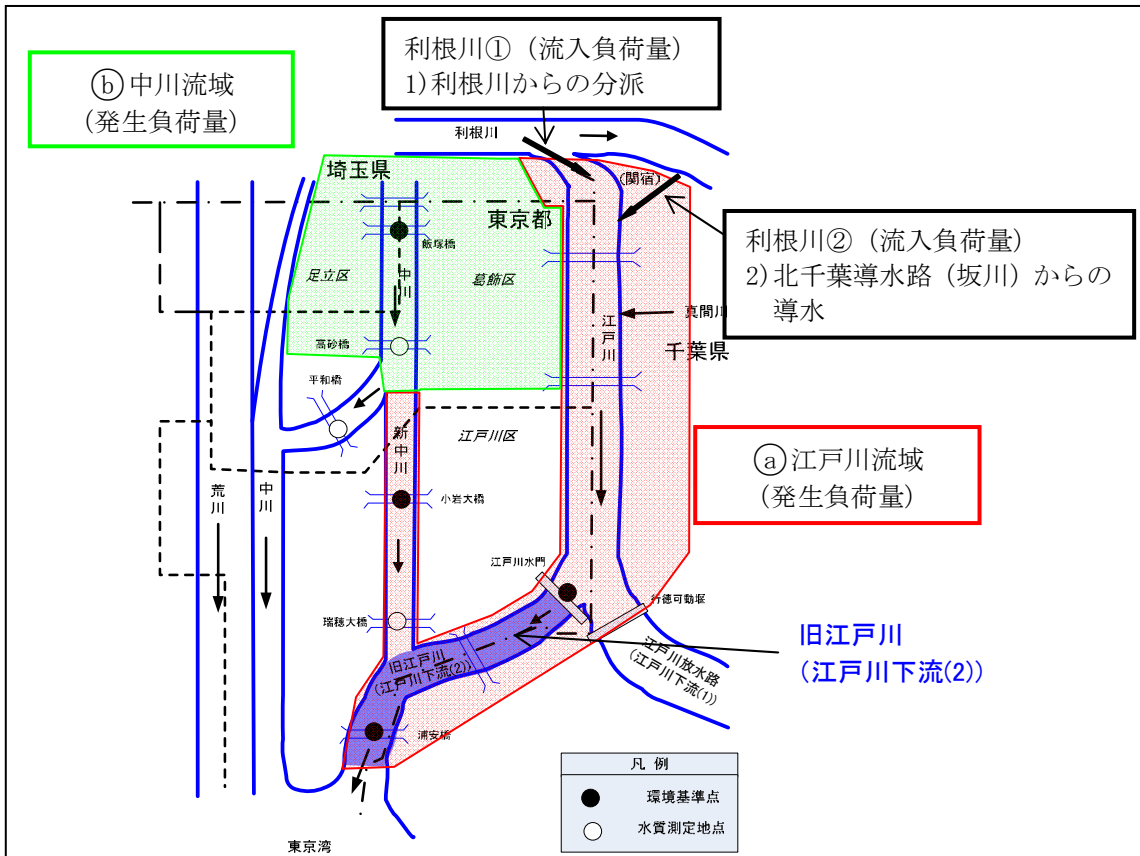 利根川①（流入負荷量）
1)利根川からの分派
ⓑ中川流域
(発生負荷量)
利根川
埼玉県
(関宿)
東京都
飯塚橋
利根川②（流入負荷量）
2)北千葉導水路（坂川）からの
導水
足立区
中川
葛飾区
江戸川
真間川
千葉県
高砂橋
平和橋
新中川
江戸川区
ⓐ江戸川流域
(発生負荷量)
荒川
中川
小岩大橋
江戸川水門
行徳可動堰
瑞穂大橋
旧江戸川
(江戸川下流(2))
江戸川放水路
(江戸川下流(1))
旧江戸川
(江戸川下流(2))
浦安橋
凡 例
環境基準点
水質測定地点
東京湾